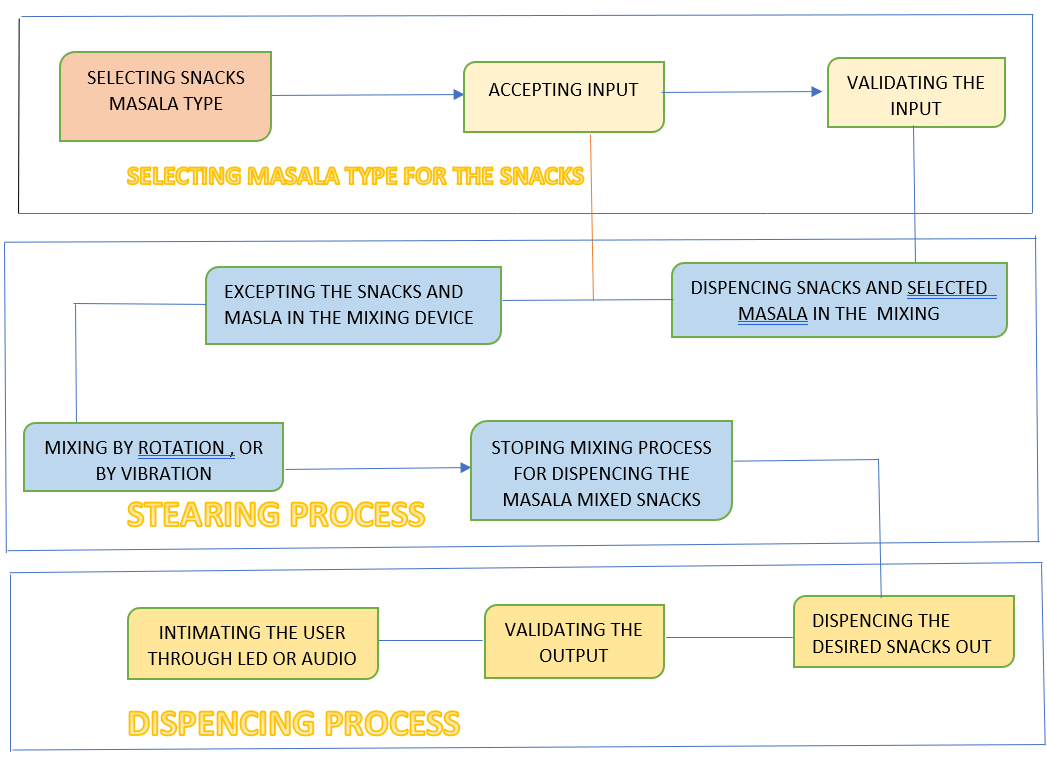 SELECTING SNACKS
MASALA TYPE
ACCEPTING INPUT
VALIDATING THE
INPUT
SELECTING MASALA TYPE FOR THE SNACKS
EXCEPTING THE SNACKS AND
MASLA IN THE MIXING DEVICE
DISPENCING SNACKS AND SELECTED
MASALA IN THE MIXING
MIXING BY ROTATION , OR
BY VIBRATION
STOPING MIXING PROCESS
FOR DISPENCING THE
MASALA MIXED SNACKS
STEARING PROCESS
INTIMATING THE USER
THROUGH LED OR AUDIO
VALIDATING THE
OUTPUT
DISPENCING THE
DESIRED SNACKS OUT
DISPENCING PROCESS